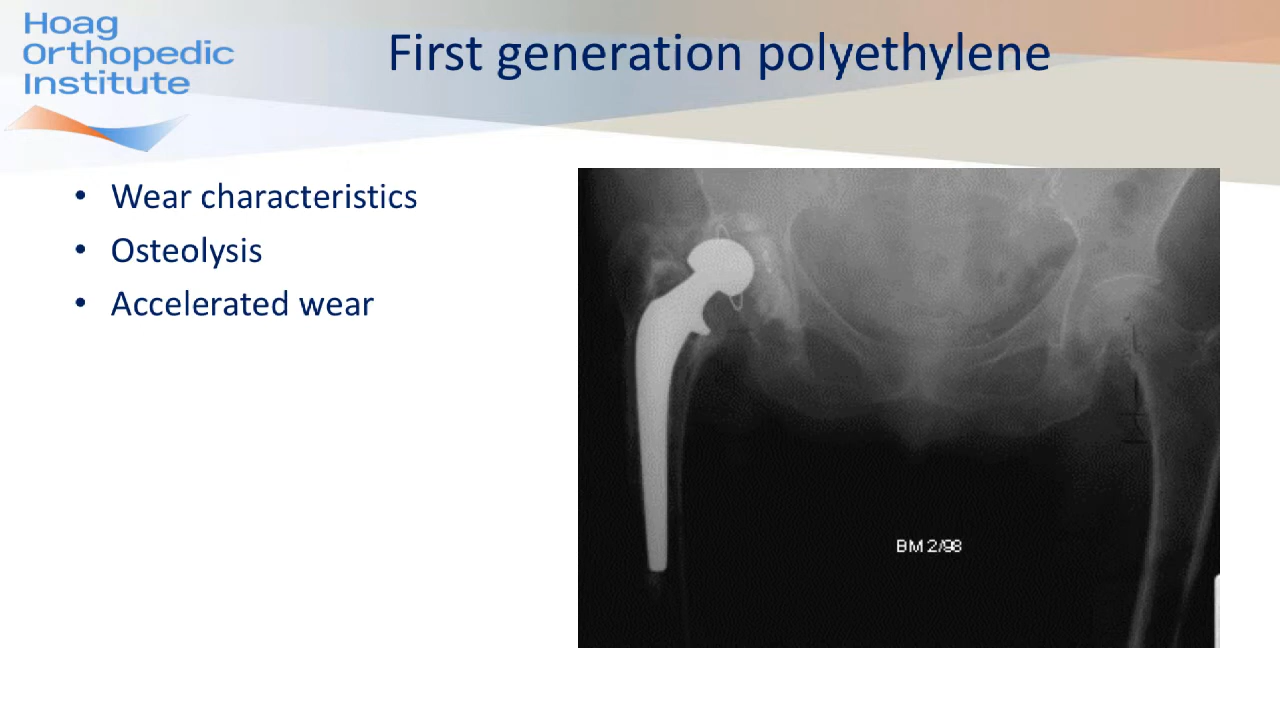 Hoag
Orthopedic
Institute
First generation polyethylene
• Wear characteristics
• Osteolysis
• Accelerated wear
BM 2/98